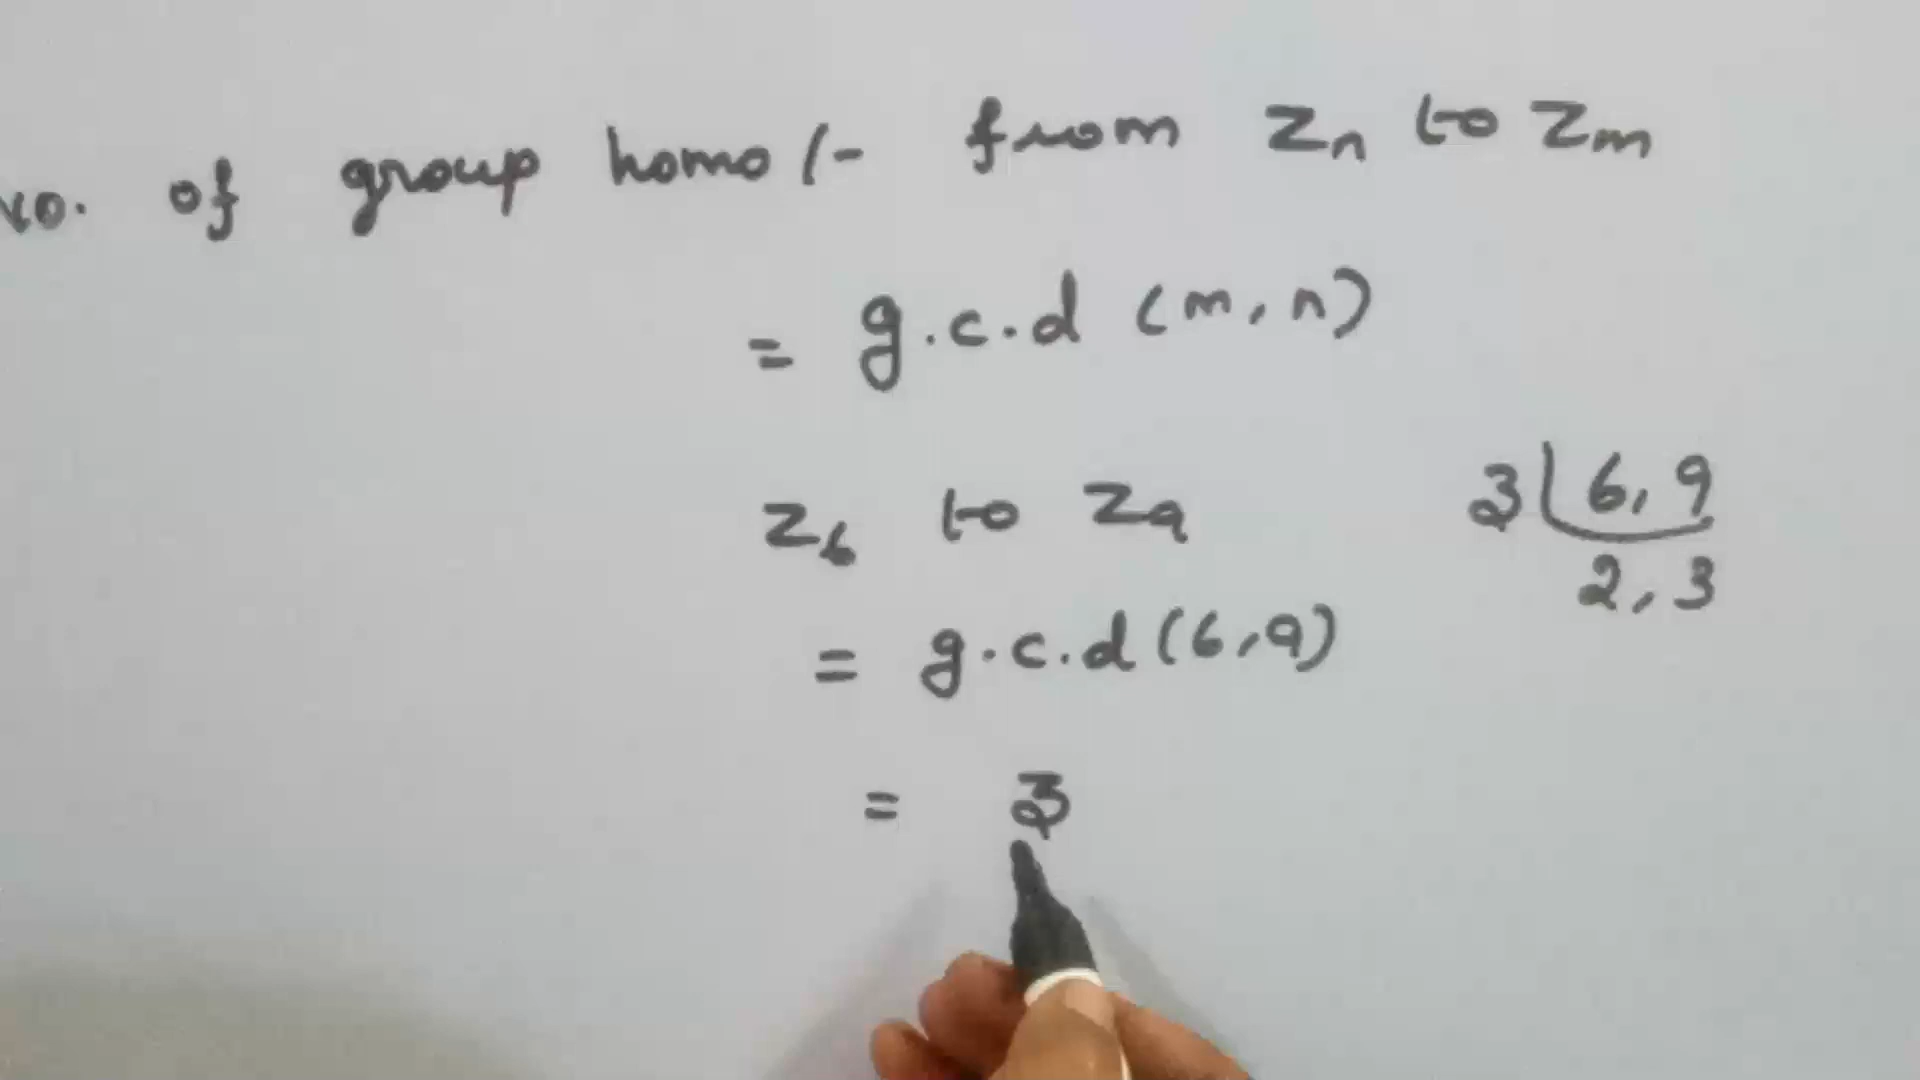 no. of group homo/- from Zn to Zm
= g.c.d (m, n)
Z6 to Z9
3 | 6, 9
2, 3
= g.c.d (6, 9)
= 3